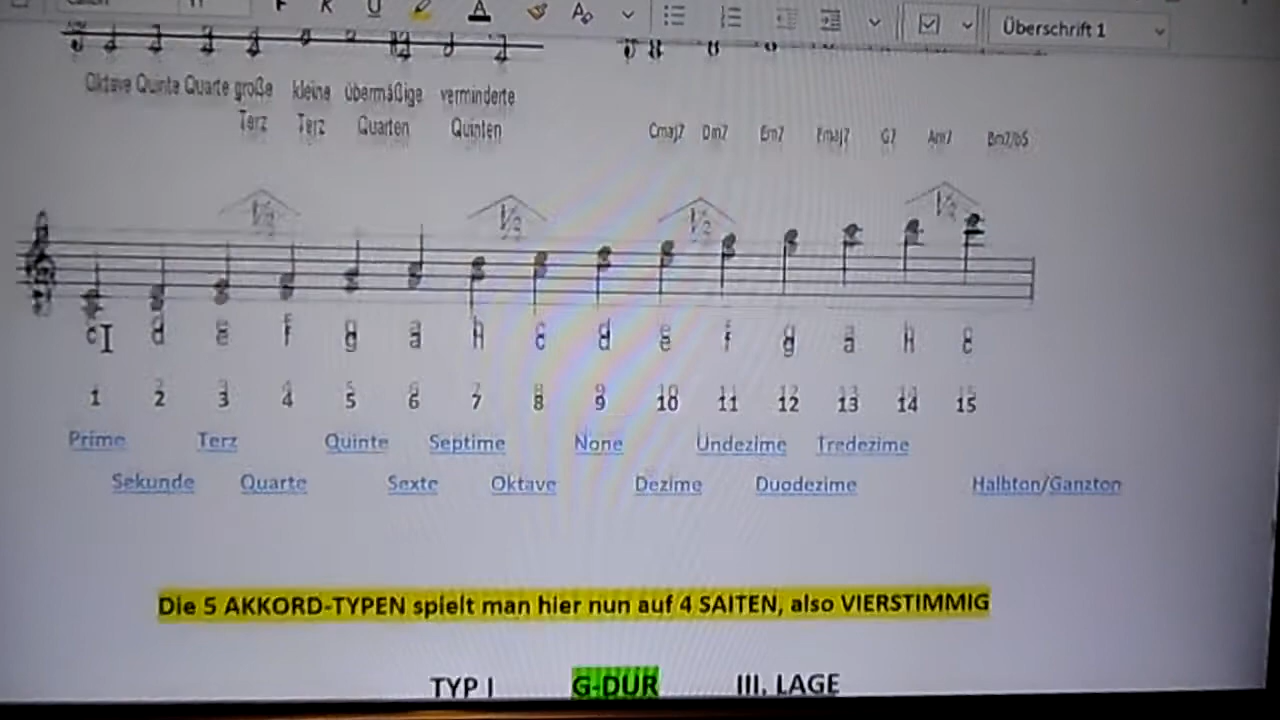 F K U A A
Überschrift 1
Oktave Quinte Quarte große kleine übermäßige verminderte
Terz Terz Quarten Quinten
Cmaj7 Dm7 Em7 Fmaj7 G7 Am7 Bm7/b5
½ ½ ½ ½
c d e f g a h c d e f g a h c
1 2 3 4 5 6 7 8 9 10 11 12 13 14 15
Prime Terz Quinte Septime None Undezime Tredezime
Sekunde Quarte Sexte Oktave Dezime Duodezime Halbton/Ganzton
Die 5 AKKORD-TYPEN spielt man hier nun auf 4 SAITEN, also VIERSTIMMIG
TYP I G-DUR III. LAGE